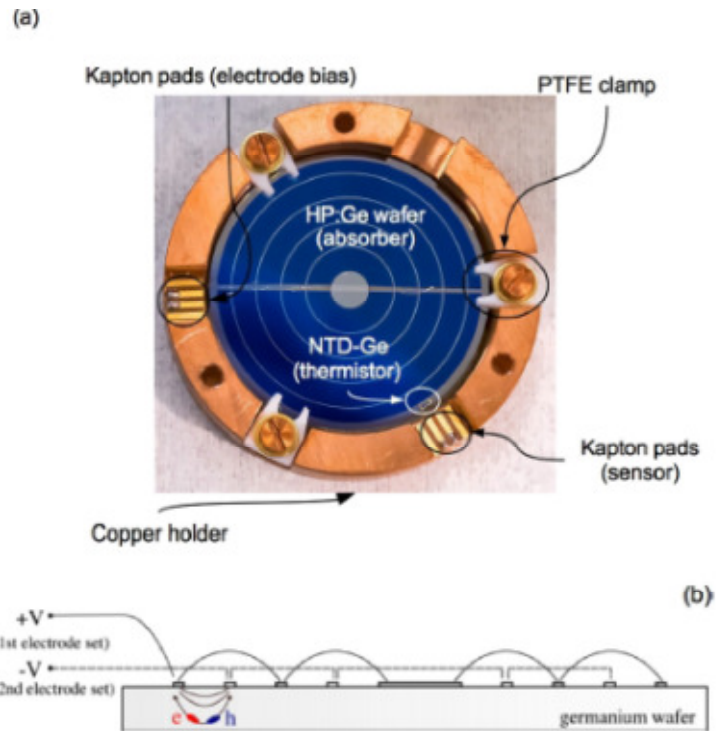 (a)
Kapton pads (electrode bias)
PTFE clamp
HP.Ge wafer
(absorber)
NTD-Ge
(thermistor)
Kapton pads
(sensor)
Copper holder
(b)
+V
1st electrode set)
-V
2nd electrode set)
e
h
germanium wafer